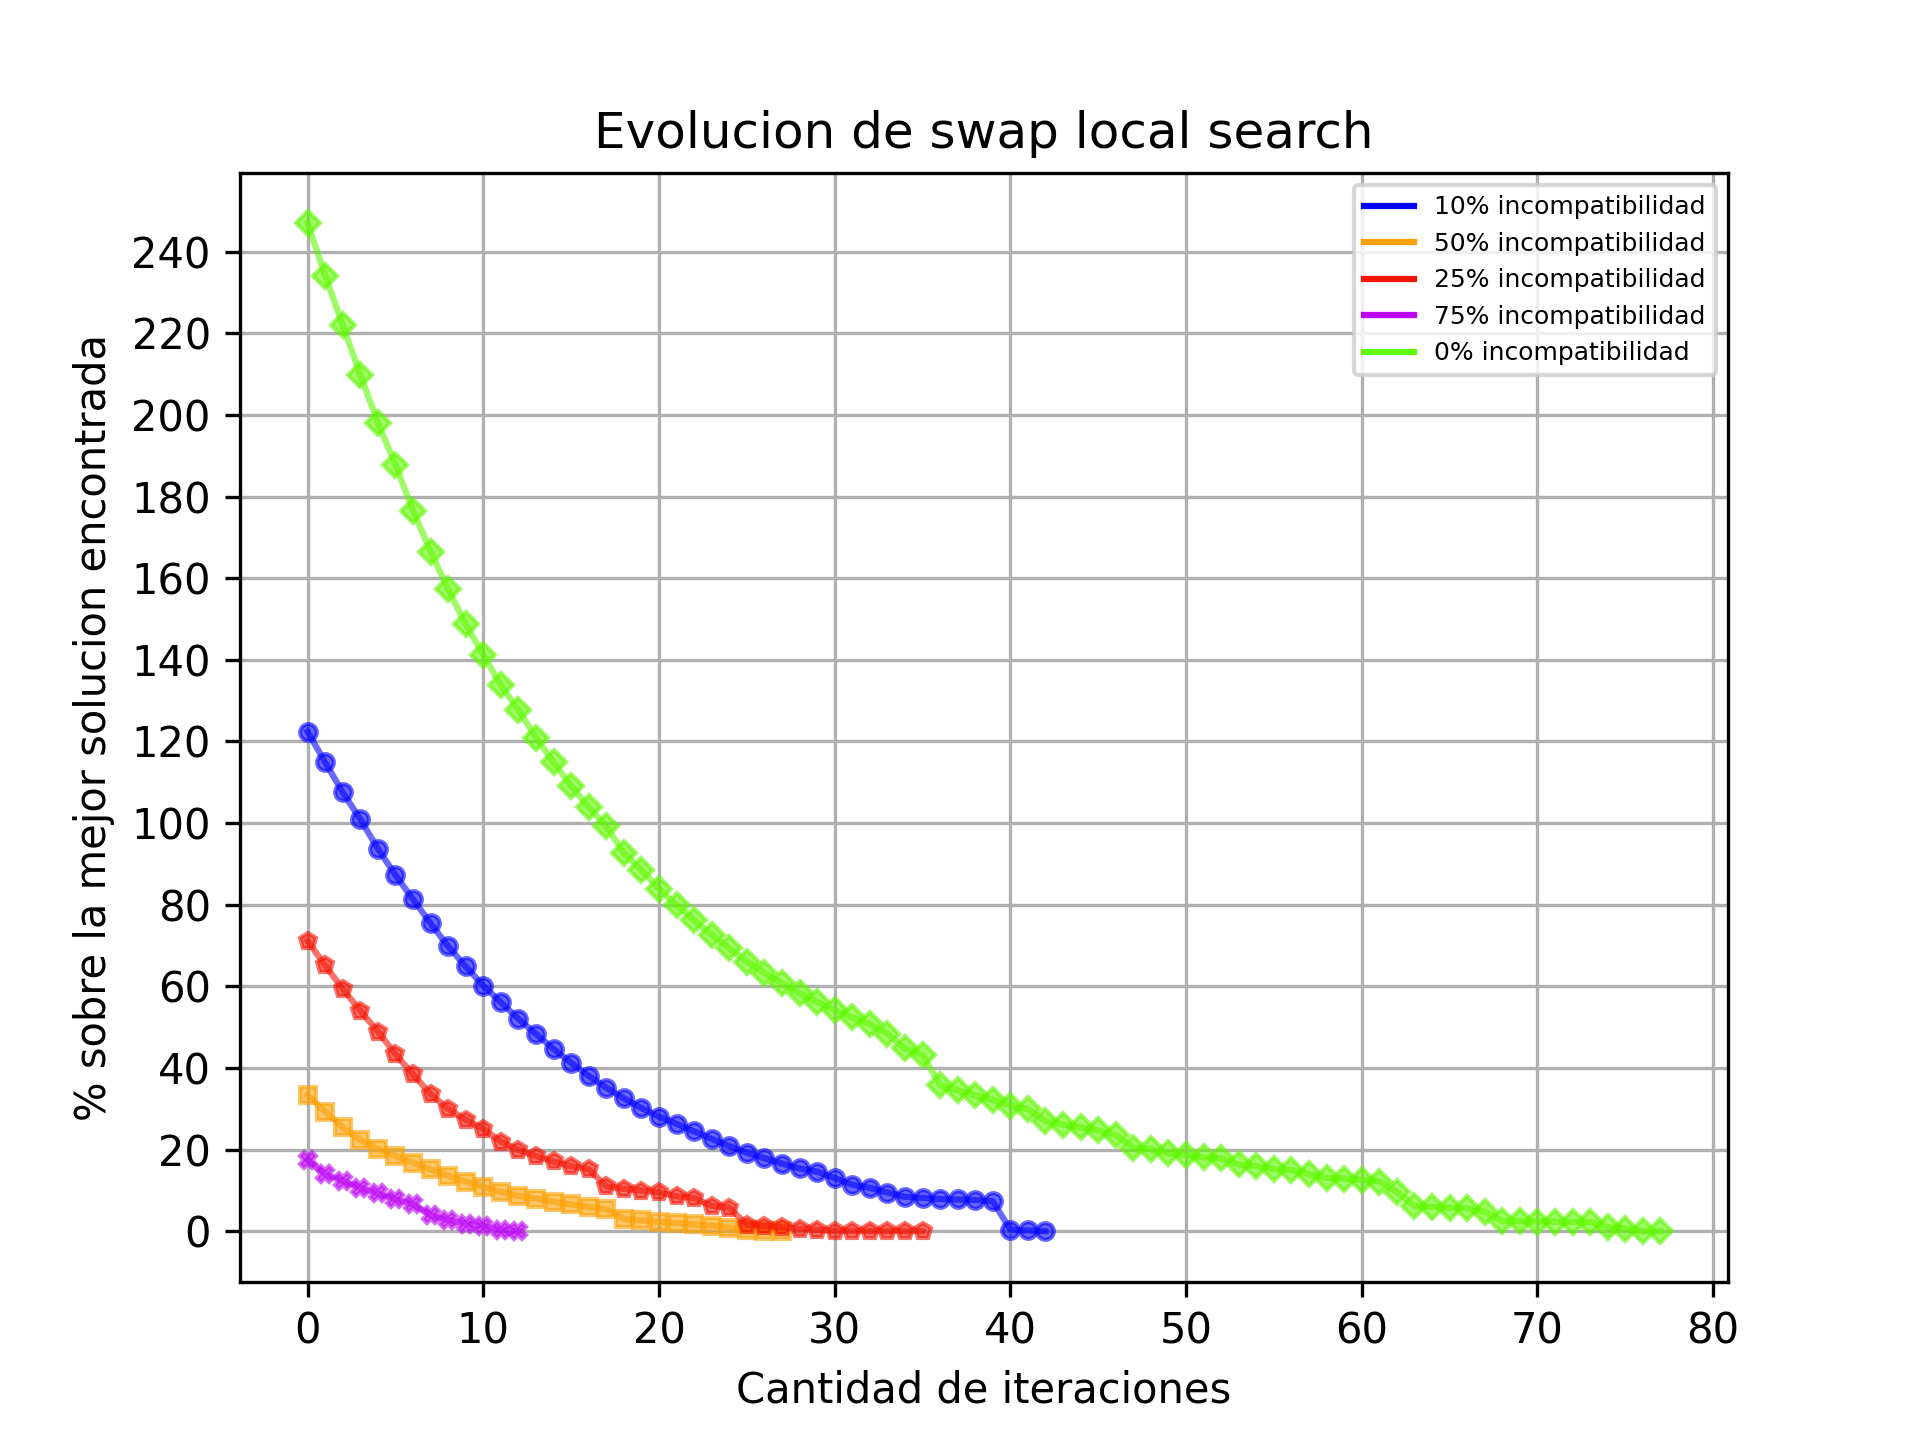 Evolucion de swap local search
10% incompatibilidad
50% incompatibilidad
25% incompatibilidad
75% incompatibilidad
0% incompatibilidad
% sobre la mejor solucion encontrada
240
220
200
180
160
140
120
100
80
60
40
20
0
0 10 20 30 40 50 60 70 80
Cantidad de iteraciones